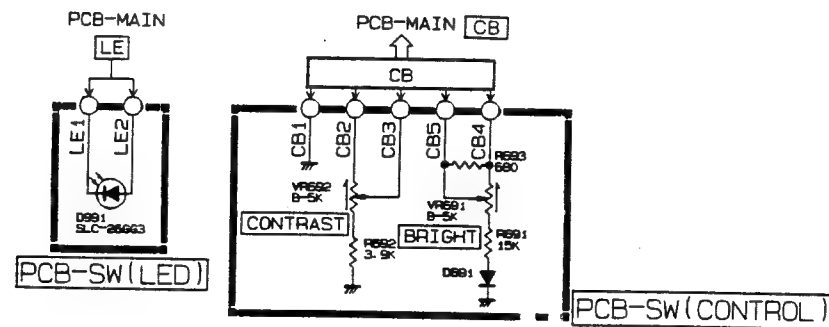 PCB-MAIN
LE
LE1
LE2
D991
SLC-26GG3
PCB-SW(LED)
PCB-MAIN CB
CB
CB1
CB2
CB3
CB5
CB4
R693
680
VR692
B-5K
CONTRAST
R692
3.9K
VR691
B-5K
BRIGHT
R691
15K
D691
PCB-SW(CONTROL)